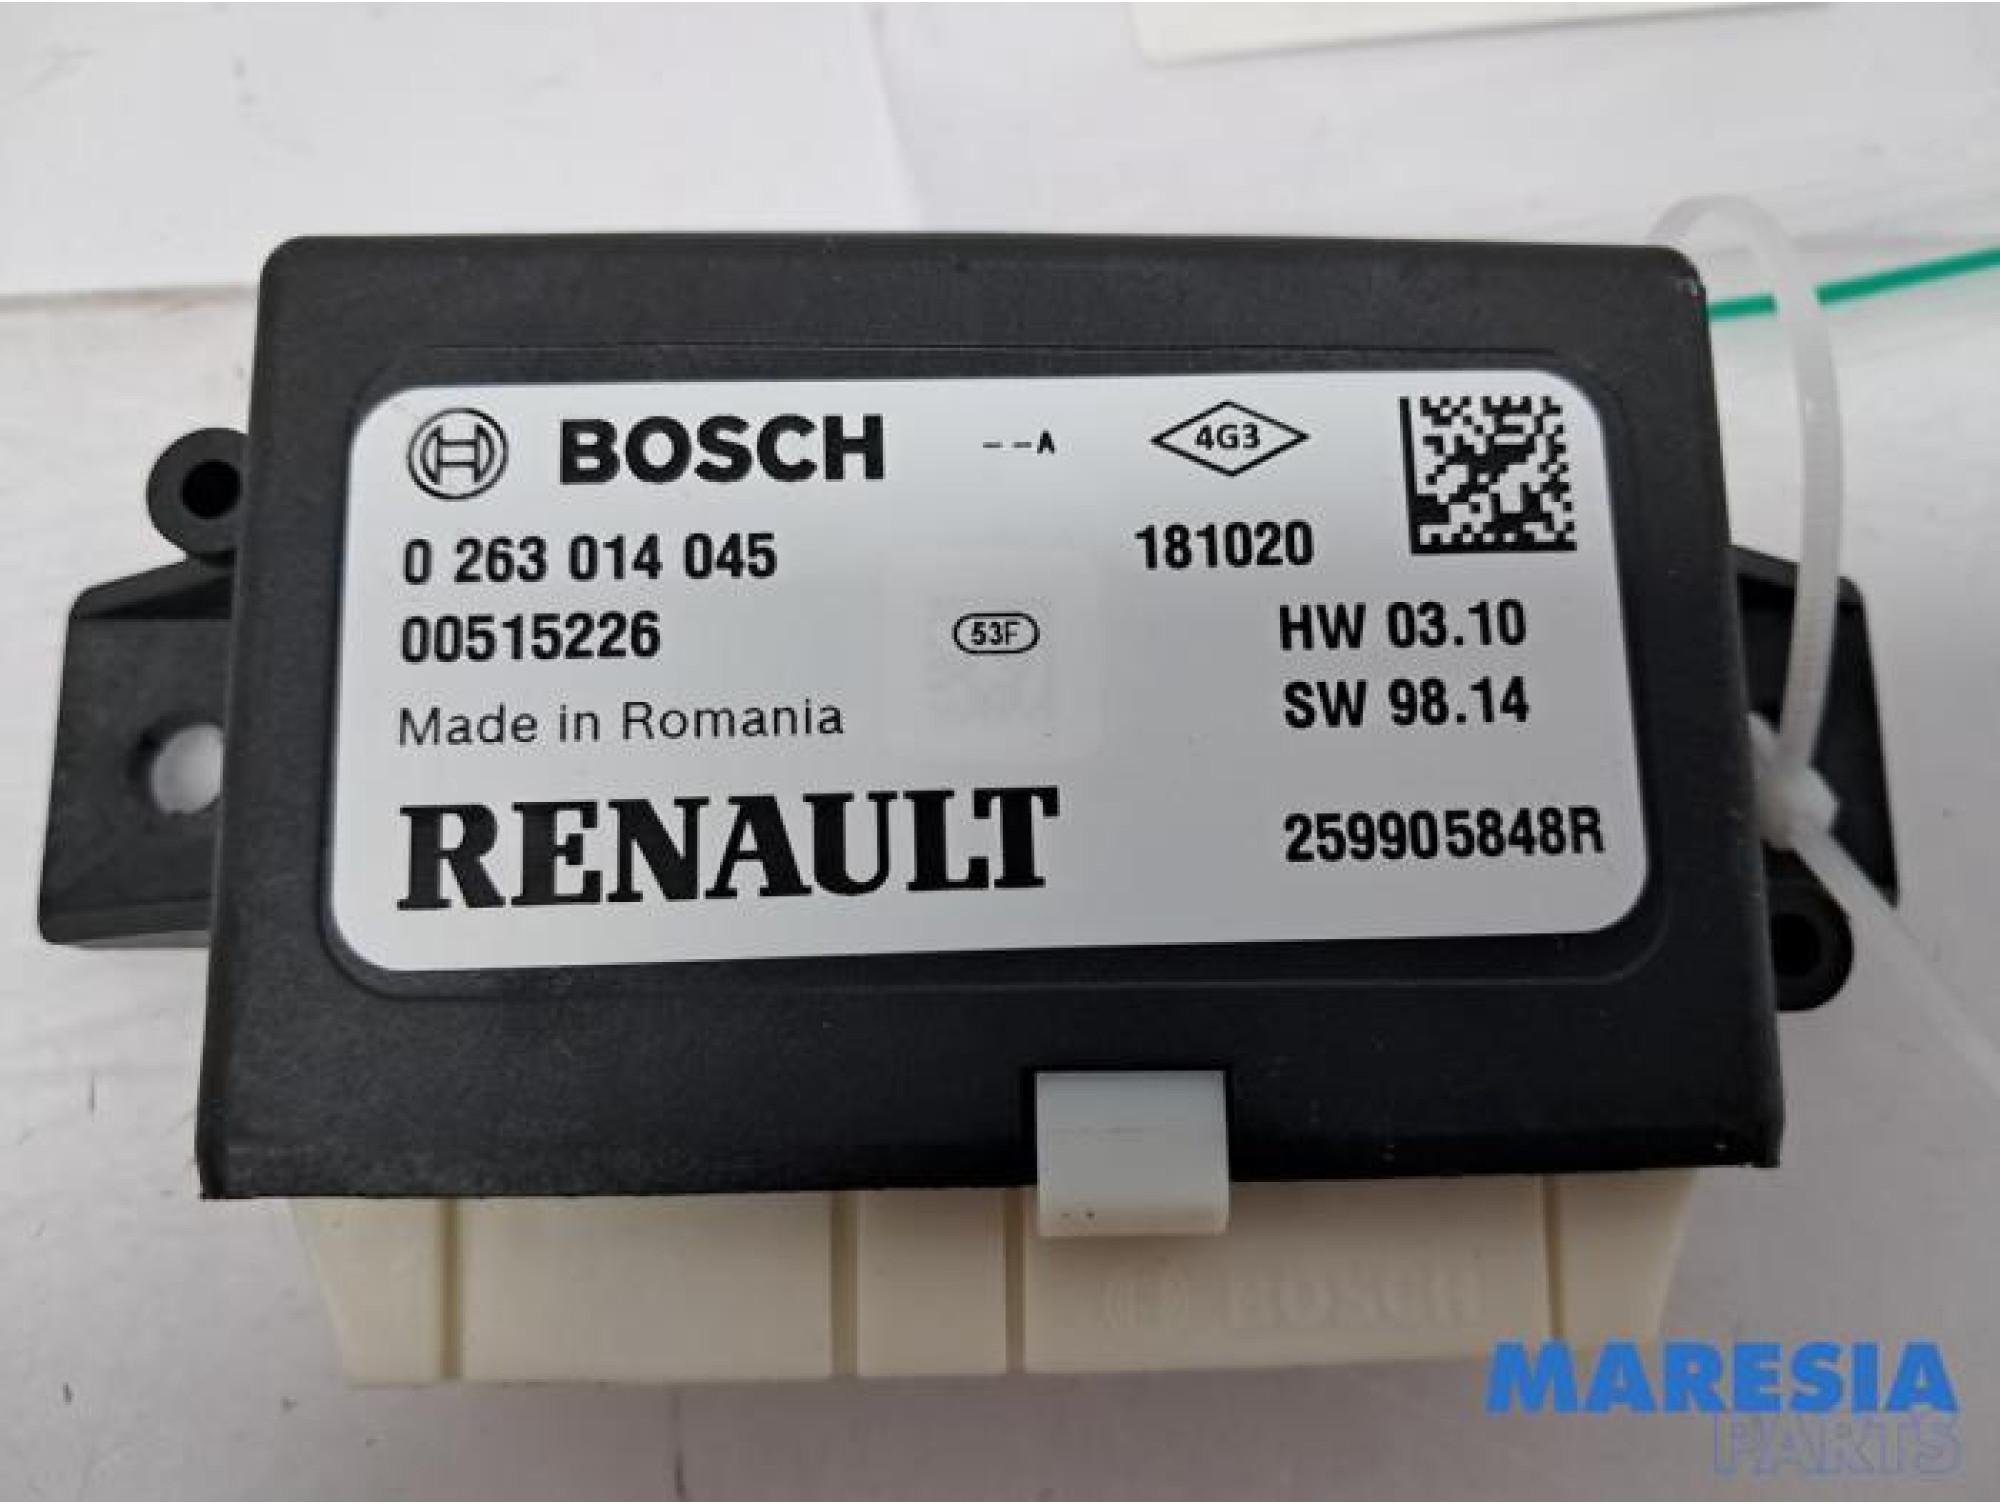 BOSCH --A 4G3
0 263 014 045 181020
00515226 53F HW 03.10
Made in Romania SW 98.14
RENAULT 259905848R
BOSCH
MARESIA
PARTS